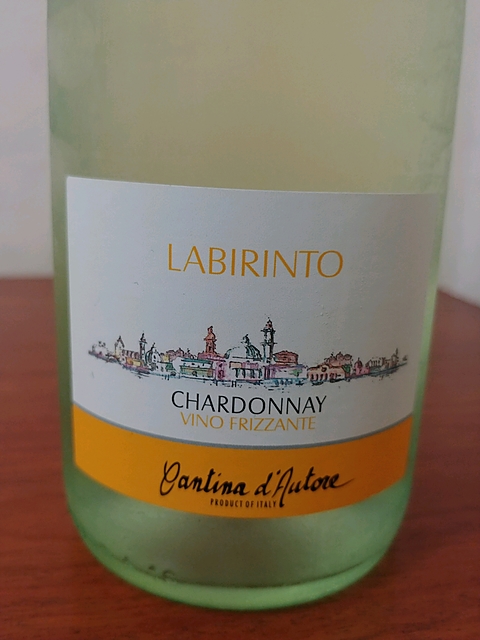 LABIRINTO
CHARDONNAY
VINO FRIZZANTE
Cantina d'Autore
PRODUCT OF ITALY